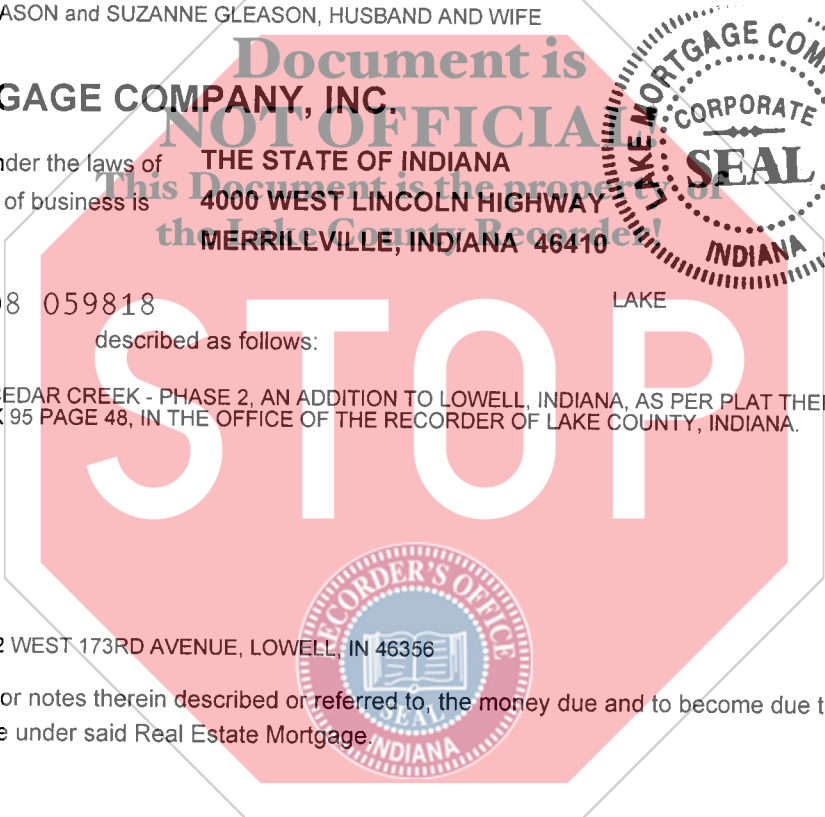 ASON and SUZANNE GLEASON, HUSBAND AND WIFE
Document is
GAGE COMPANY, INC.
NOT OFFICIAL!
LAKE MORTGAGE COM
CORPORATE
SEAL
INDIANA
nder the laws of THE STATE OF INDIANA
This Document is the property of
of business is 4000 WEST LINCOLN HIGHWAY
the Lake County Recorder!
MERRILLVILLE, INDIANA 46410
98 059818 LAKE
described as follows:
STOP
CEDAR CREEK - PHASE 2, AN ADDITION TO LOWELL, INDIANA, AS PER PLAT THE
K 95 PAGE 48, IN THE OFFICE OF THE RECORDER OF LAKE COUNTY, INDIANA.
RECORDER'S OFFICE
SEAL
INDIANA
2 WEST 173RD AVENUE, LOWELL, IN 46356
or notes therein described or referred to, the money due and to become due t
e under said Real Estate Mortgage.